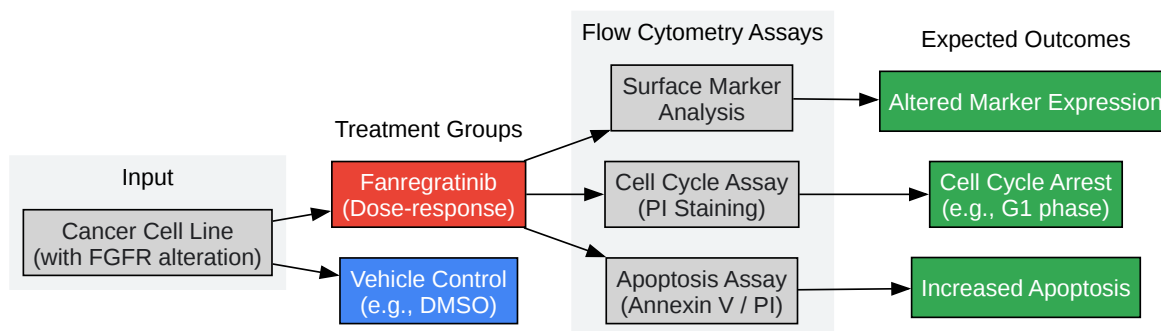 Input
Cancer Cell Line
(with FGFR alteration)
Treatment Groups
Fanregratinib
(Dose-response)
Vehicle Control
(e.g., DMSO)
Flow Cytometry Assays
Surface Marker
Analysis
Cell Cycle Assay
(PI Staining)
Apoptosis Assay
(Annexin V / PI)
Expected Outcomes
Altered Marker Expression
Cell Cycle Arrest
(e.g., G1 phase)
Increased Apoptosis